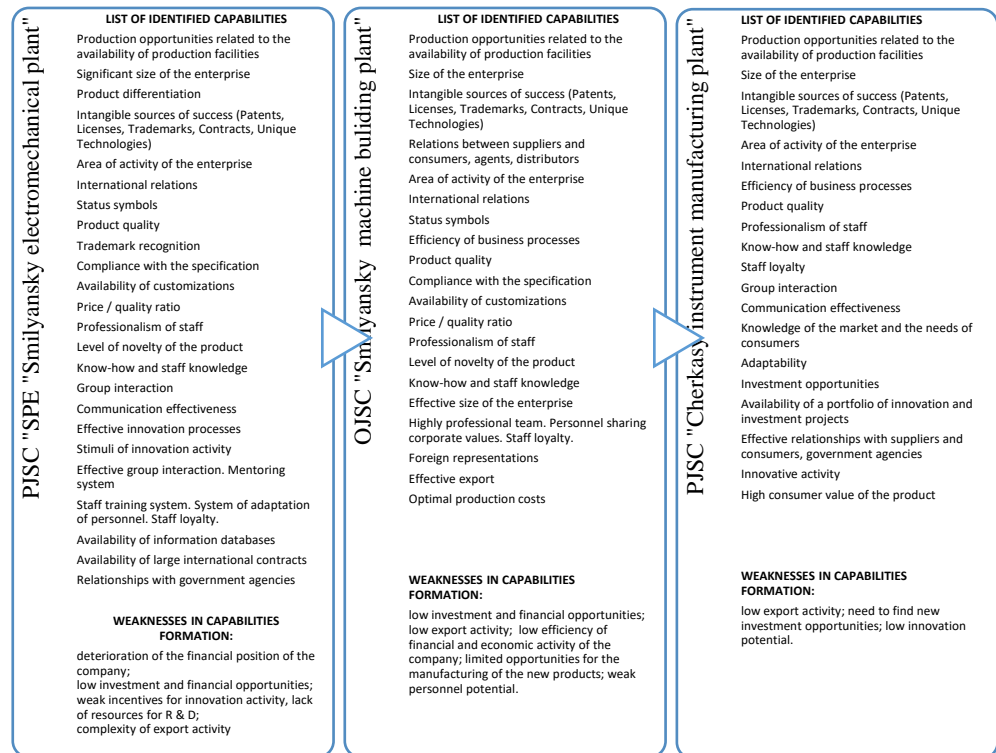 PJSC "SPE "Smilyansky electromechanical plant"
LIST OF IDENTIFIED CAPABILITIES
Production opportunities related to the
availability of production facilities
Significant size of the enterprise
Product differentiation
Intangible sources of success (Patents,
Licenses, Trademarks, Contracts, Unique
Technologies)
Area of activity of the enterprise
International relations
Status symbols
Product quality
Trademark recognition
Compliance with the specification
Availability of customizations
Price / quality ratio
Professionalism of staff
Level of novelty of the product
Know-how and staff knowledge
Group interaction
Communication effectiveness
Effective innovation processes
Stimuli of innovation activity
Effective group interaction. Mentoring
system
Staff training system. System of adaptation
of personnel. Staff loyalty.
Availability of information databases
Availability of large international contracts
Relationships with government agencies
WEAKNESSES IN CAPABILITIES
FORMATION:
deterioration of the financial position of the
company;
low investment and financial opportunities;
weak incentives for innovation activity, lack
of resources for R & D;
complexity of export activity
OJSC "Smilyansky machine buliding plant"
LIST OF IDENTIFIED CAPABILITIES
Production opportunities related to the
availability of production facilities
Size of the enterprise
Intangible sources of success (Patents,
Licenses, Trademarks, Contracts, Unique
Technologies)
Relations between suppliers and
consumers, agents, distributors
Area of activity of the enterprise
International relations
Status symbols
Efficiency of business processes
Product quality
Compliance with the specification
Availability of customizations
Price / quality ratio
Professionalism of staff
Level of novelty of the product
Know-how and staff knowledge
Effective size of the enterprise
Highly professional team. Personnel sharing
corporate values. Staff loyalty.
Foreign representations
Effective export
Optimal production costs
WEAKNESSES IN CAPABILITIES
FORMATION:
low investment and financial opportunities;
low export activity; low efficiency of
financial and economic activity of the
company; limited opportunities for the
manufacturing of the new products; weak
personnel potential.
PJSC "Cherkasy instrument manufacturing plant"
LIST OF IDENTIFIED CAPABILITIES
Production opportunities related to the
availability of production facilities
Size of the enterprise
Intangible sources of success (Patents,
Licenses, Trademarks, Contracts, Unique
Technologies)
Area of activity of the enterprise
International relations
Efficiency of business processes
Product quality
Professionalism of staff
Know-how and staff knowledge
Staff loyalty
Group interaction
Communication effectiveness
Knowledge of the market and the needs of
consumers
Adaptability
Investment opportunities
Availability of a portfolio of innovation and
investment projects
Effective relationships with suppliers and
consumers, government agencies
Innovative activity
High consumer value of the product
WEAKNESSES IN CAPABILITIES
FORMATION:
low export activity; need to find new
investment opportunities; low innovation
potential.